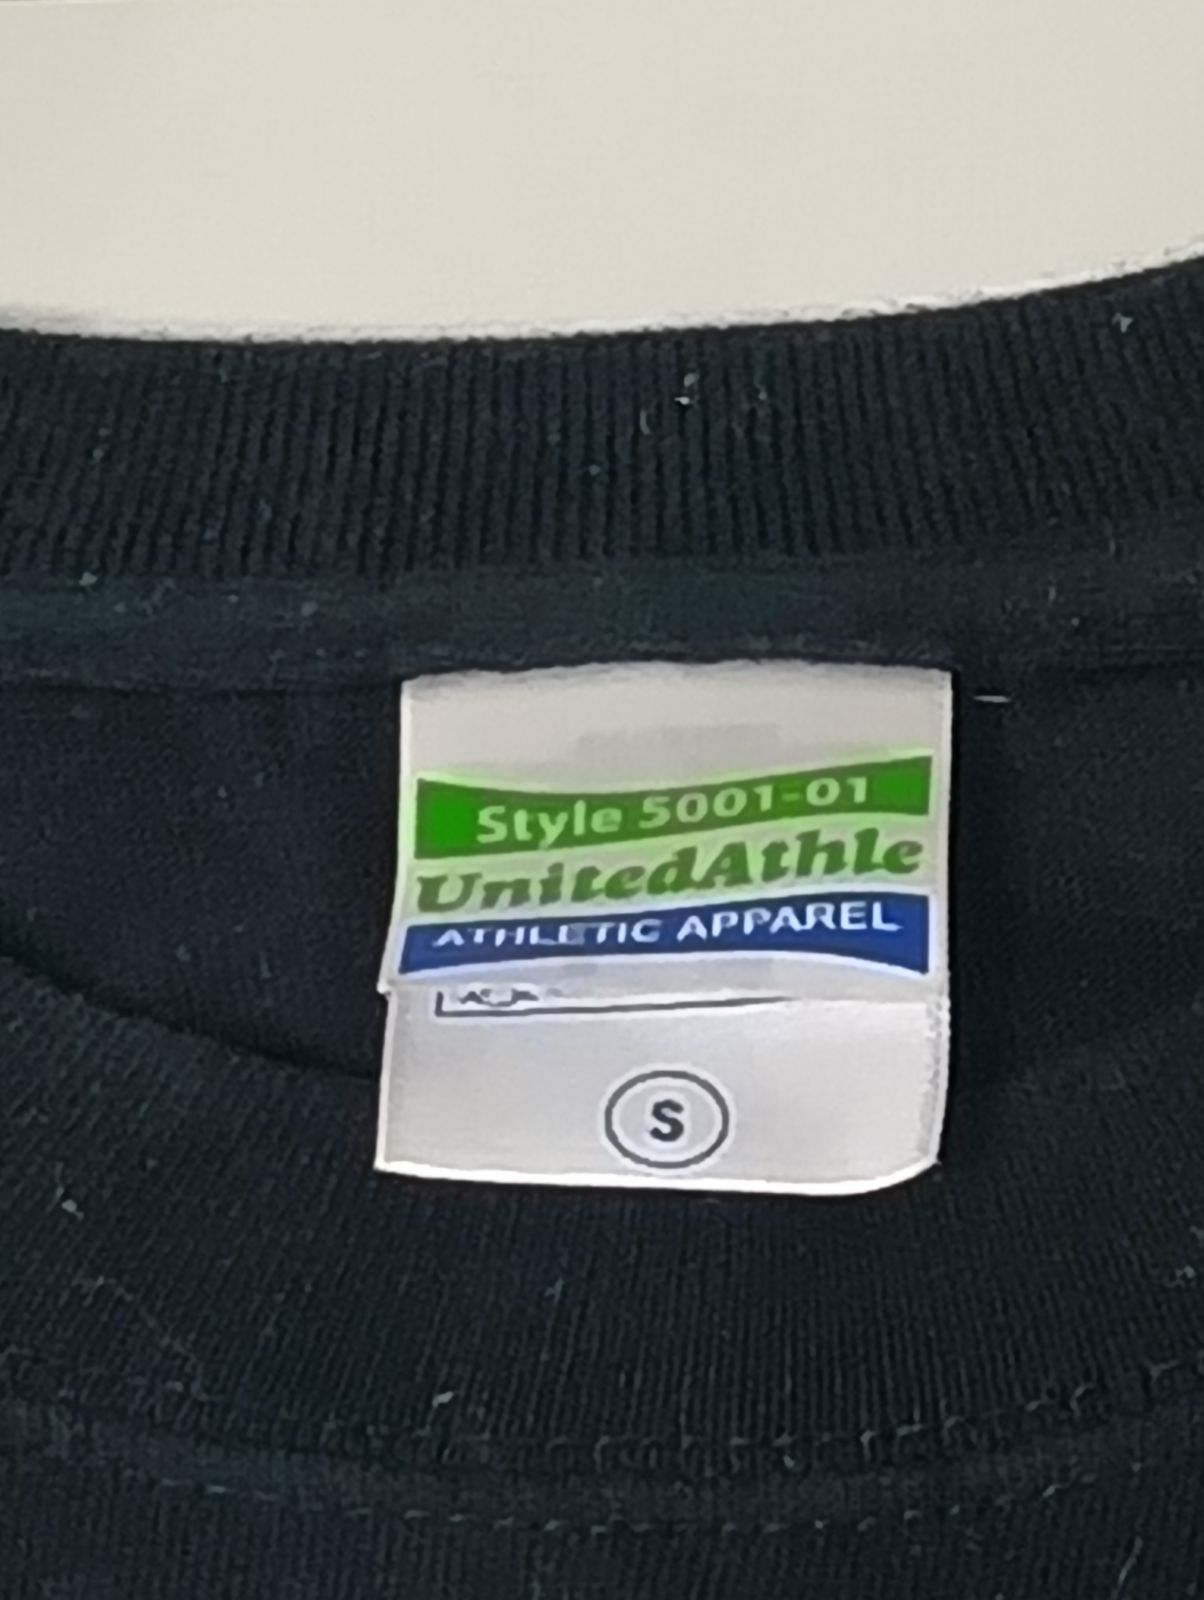 Style 5001-01
UnitedAthle
ATHLETIC APPAREL
S